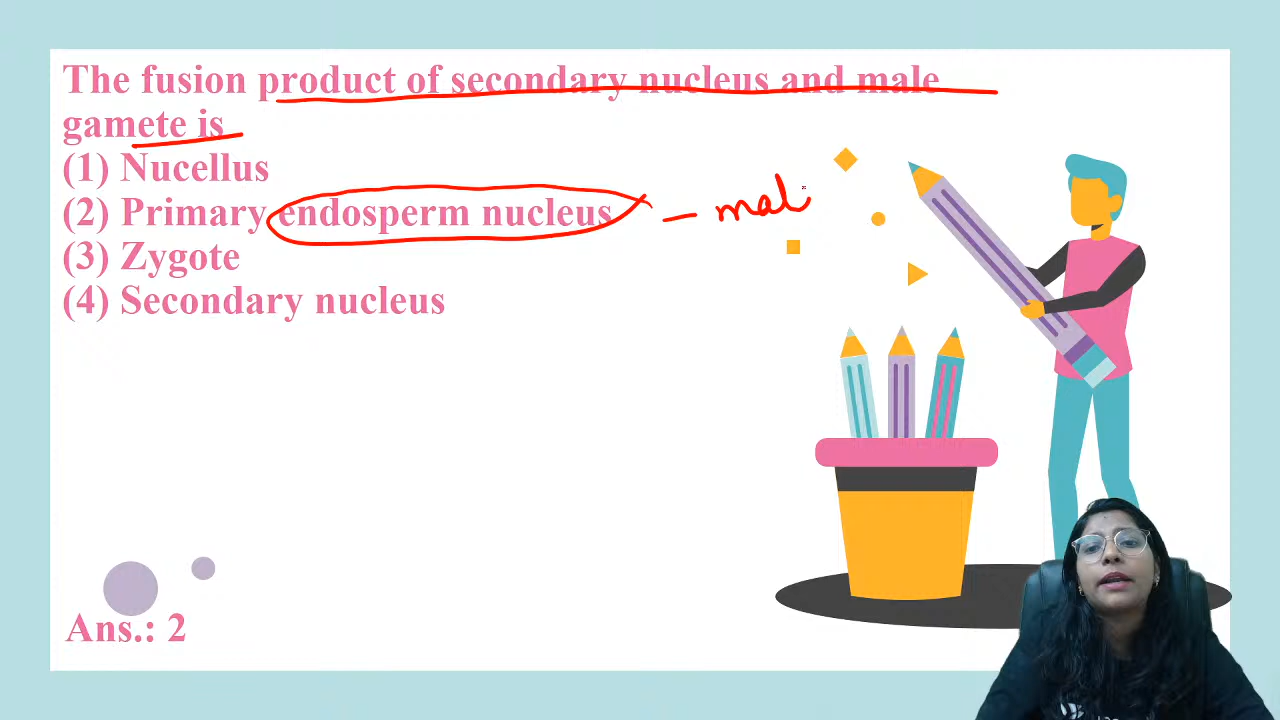 The fusion product of secondary nucleus and male
gamete is
(1) Nucellus
(2) Primary endosperm nucleus – mal
(3) Zygote
(4) Secondary nucleus
Ans.: 2